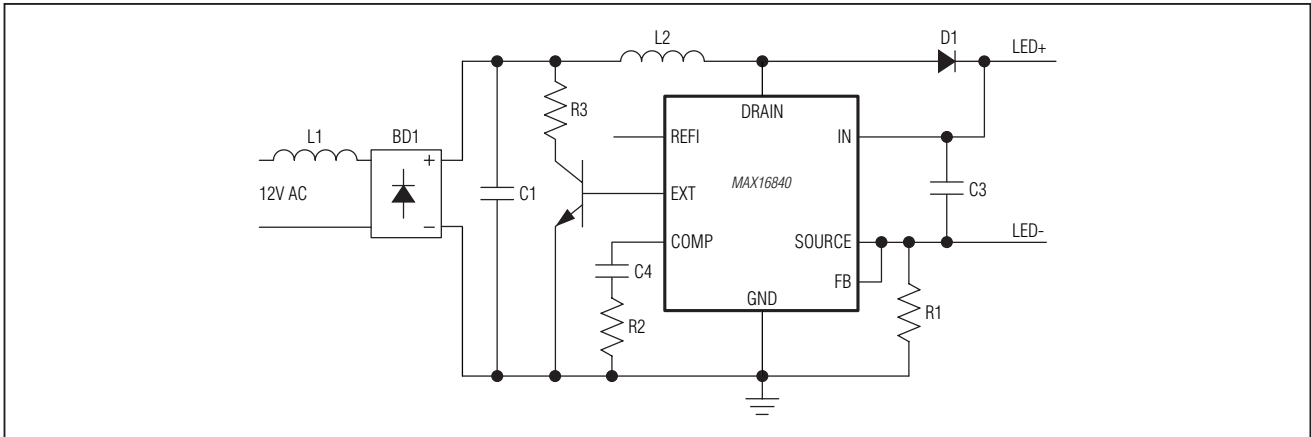 L2
D1
LED+
R3
DRAIN
REFI
IN
L1
BD1
+
MAX16840
12V AC
C1
EXT
C3
−
COMP
SOURCE
LED-
C4
FB
GND
R2
R1